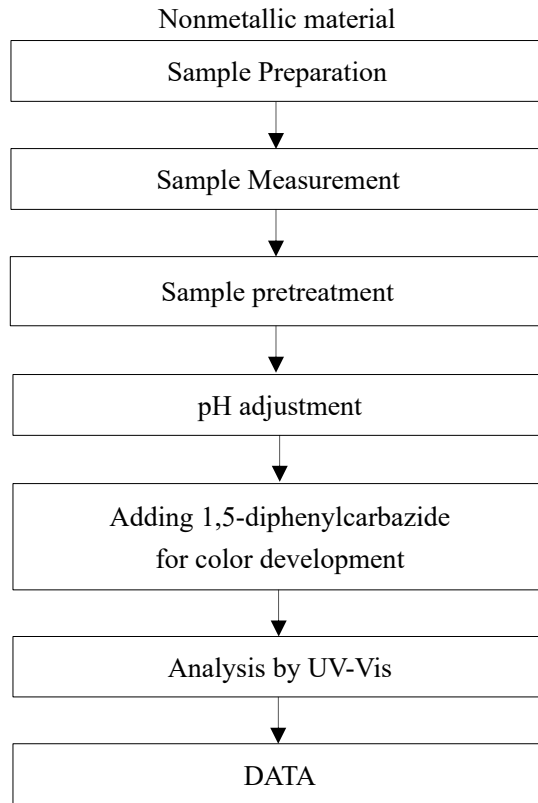 Nonmetallic material
Sample Preparation
Sample Measurement
Sample pretreatment
pH adjustment
Adding 1,5-diphenylcarbazide
for color development
Analysis by UV-Vis
DATA